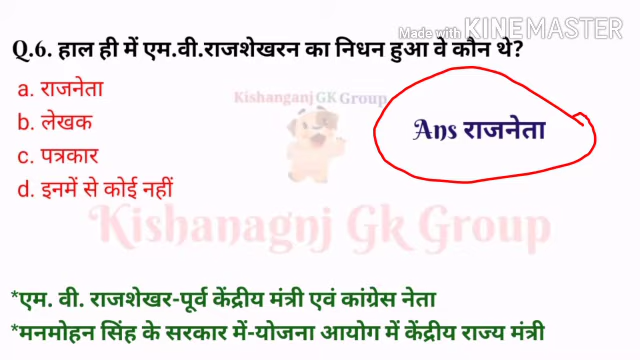 Made with KINEMASTER
Q.6. हाल ही में एम.वी.राजशेखरन का निधन हुआ वे कौन थे?
a. राजनेता
Kishanganj GK Group
b. लेखक
Ans राजनेता
c. पत्रकार
d. इनमें से कोई नहीं
Kishanagnj Gk Group
*एम. वी. राजशेखर-पूर्व केंद्रीय मंत्री एवं कांग्रेस नेता
*मनमोहन सिंह के सरकार में-योजना आयोग में केंद्रीय राज्य मंत्री